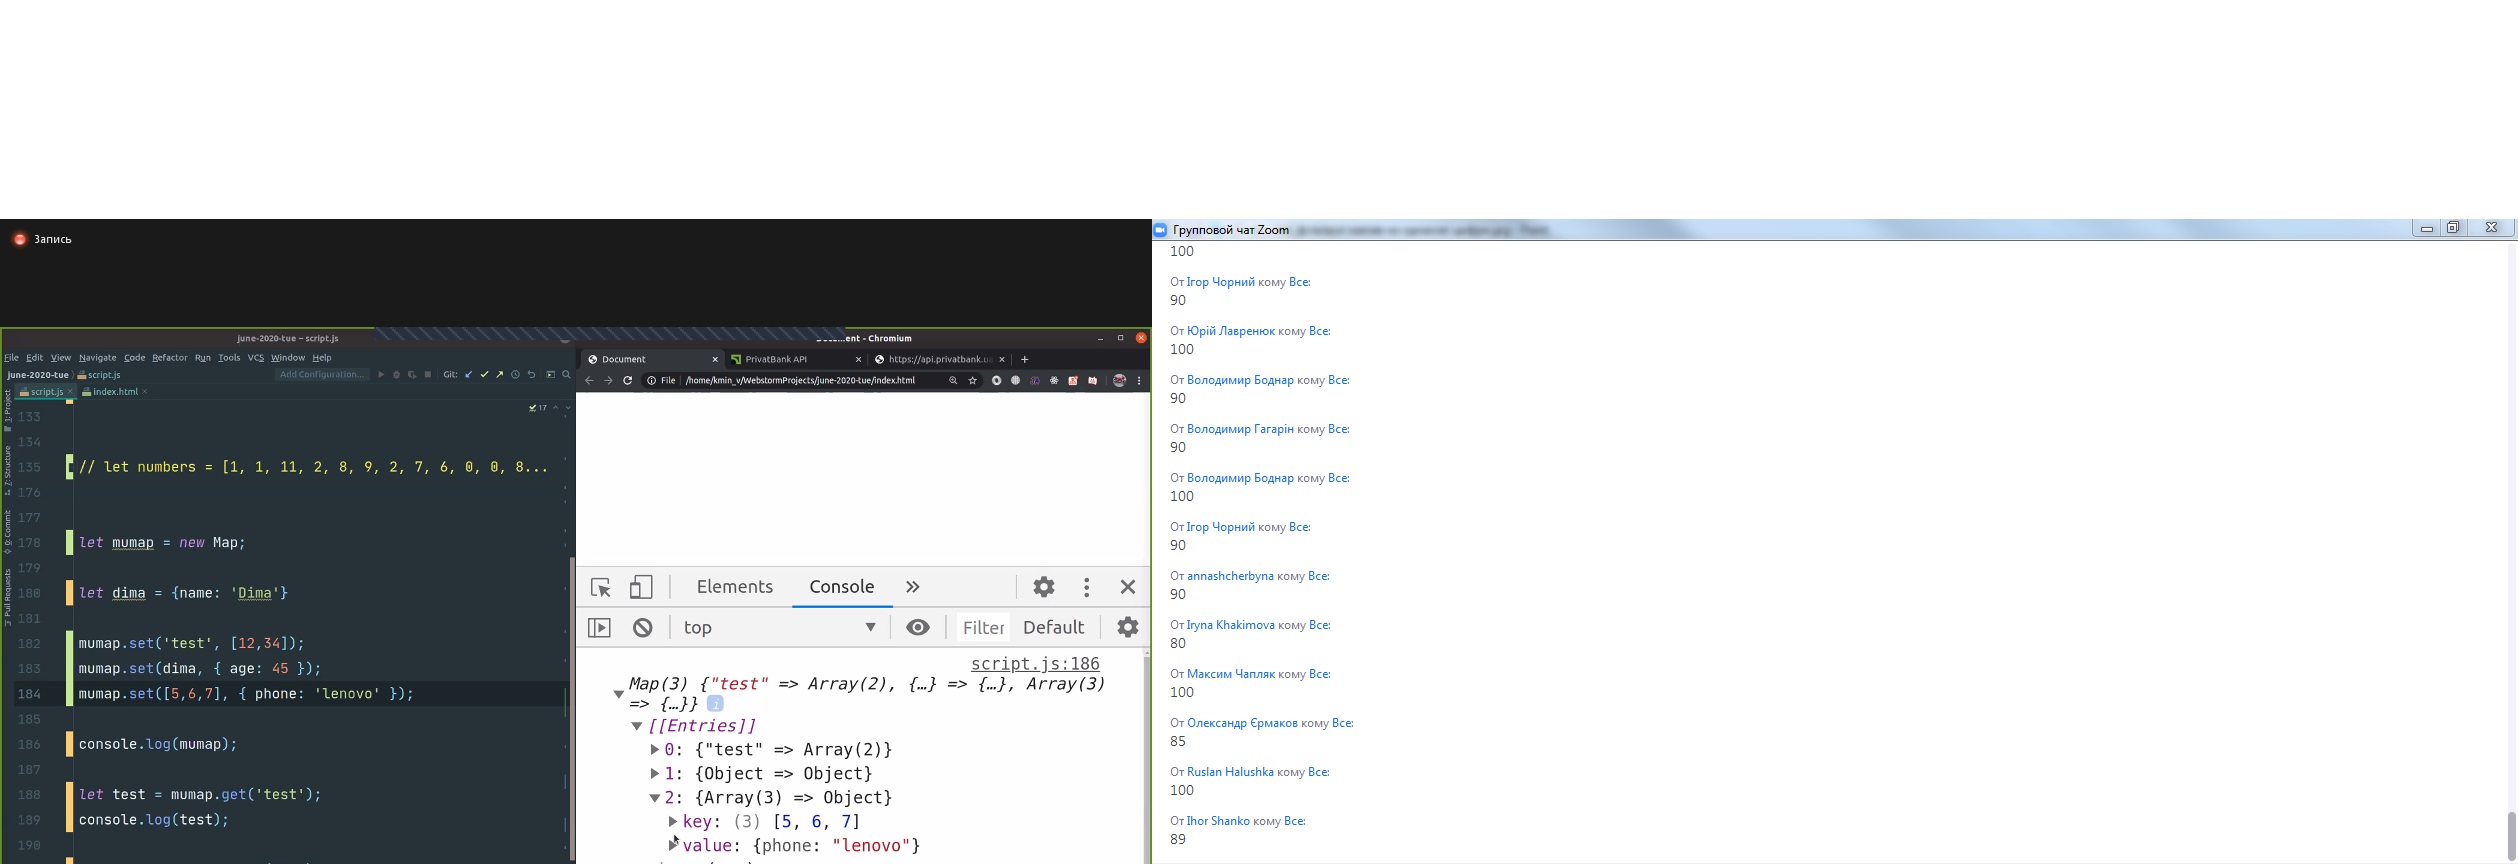 Запись
june-2020-tue – script.js
File Edit View Navigate Code Refactor Run Tools VCS Window Help
june-2020-tue script.js Add Configuration... Git:
script.js index.html
1: Project
7: Structure
0: Commit
Pull Requests
17
133
134
135 // let numbers = [1, 1, 11, 2, 8, 9, 2, 7, 6, 0, 0, 8...
176
177
178 let mumap = new Map;
179
180 let dima = {name: 'Dima'}
181
182 mumap.set('test', [12,34]);
183 mumap.set(dima, { age: 45 });
184 mumap.set([5,6,7], { phone: 'lenovo' });
185
186 console.log(mumap);
187
188 let test = mumap.get('test');
189 console.log(test);
190
Document - Chromium
Document PrivatBank API https://api.privatbank.ua
File /home/kmin_v/WebstormProjects/june-2020-tue/index.html
Elements Console
top Filter Default
script.js:186
Map(3) {"test" => Array(2), {…} => {…}, Array(3)
=> {…}} i
[[Entries]]
0: {"test" => Array(2)}
1: {Object => Object}
2: {Array(3) => Object}
key: (3) [5, 6, 7]
value: {phone: "lenovo"}
Групповой чат Zoom
100
От Ігор Чорний кому Все:
90
От Юрій Лавренюк кому Все:
100
От Володимир Боднар кому Все:
90
От Володимир Гагарін кому Все:
90
От Володимир Боднар кому Все:
100
От Ігор Чорний кому Все:
90
От annashcherbyna кому Все:
90
От Iryna Khakimova кому Все:
80
От Максим Чапляк кому Все:
100
От Олександр Єрмаков кому Все:
85
От Ruslan Halushka кому Все:
100
От Ihor Shanko кому Все:
89